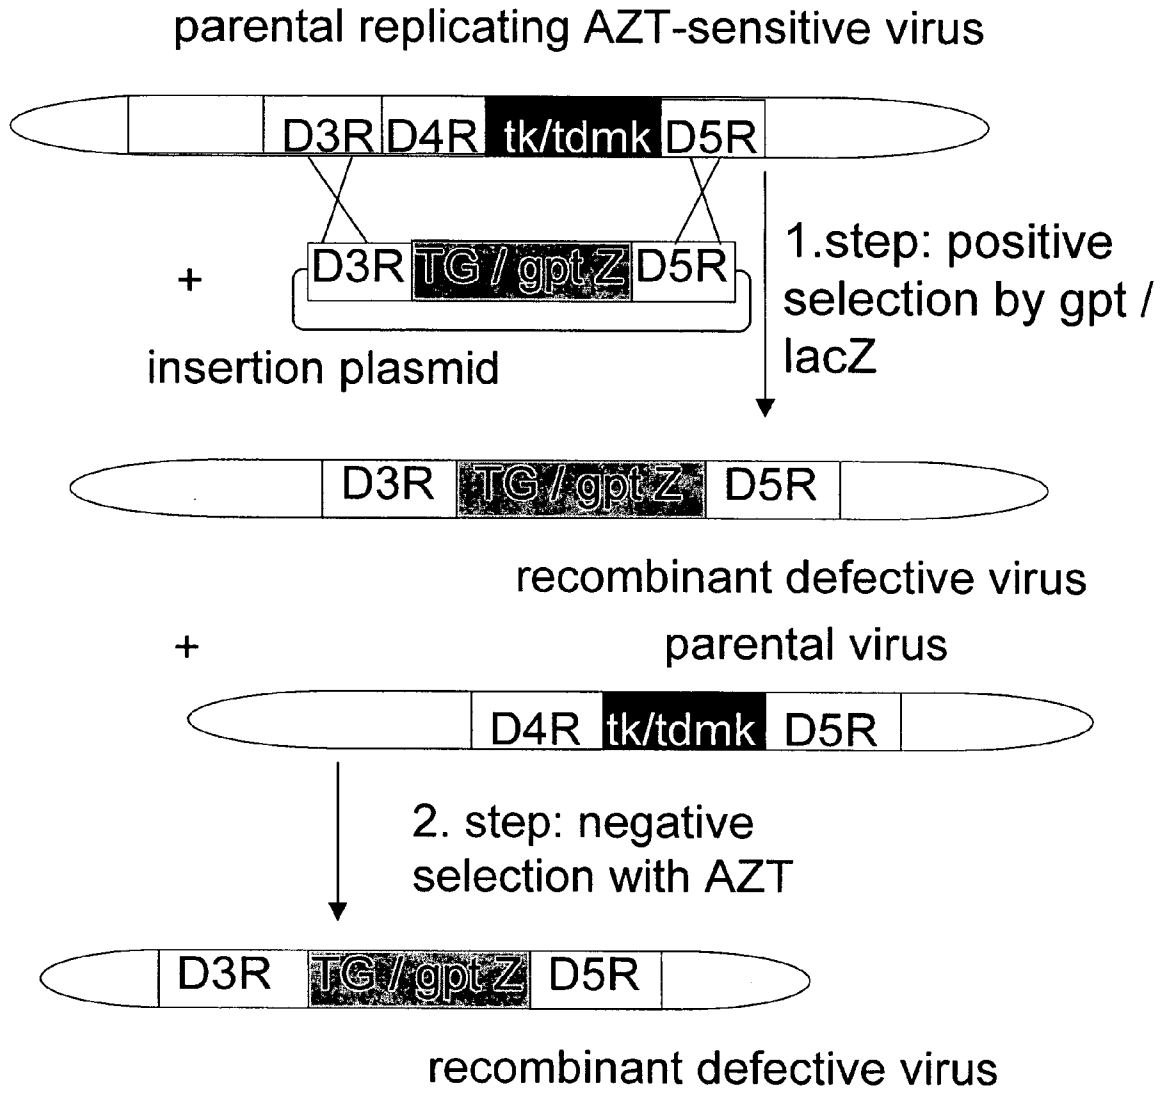 parental replicating AZT-sensitive virus
D3R D4R tk/tdmk D5R
D3R TG / gpt Z D5R
+
insertion plasmid
1.step: positive
selection by gpt /
lacZ
D3R TG / gpt Z D5R
recombinant defective virus
+
parental virus
D4R tk/tdmk D5R
2. step: negative
selection with AZT
D3R TG / gpt Z D5R
recombinant defective virus